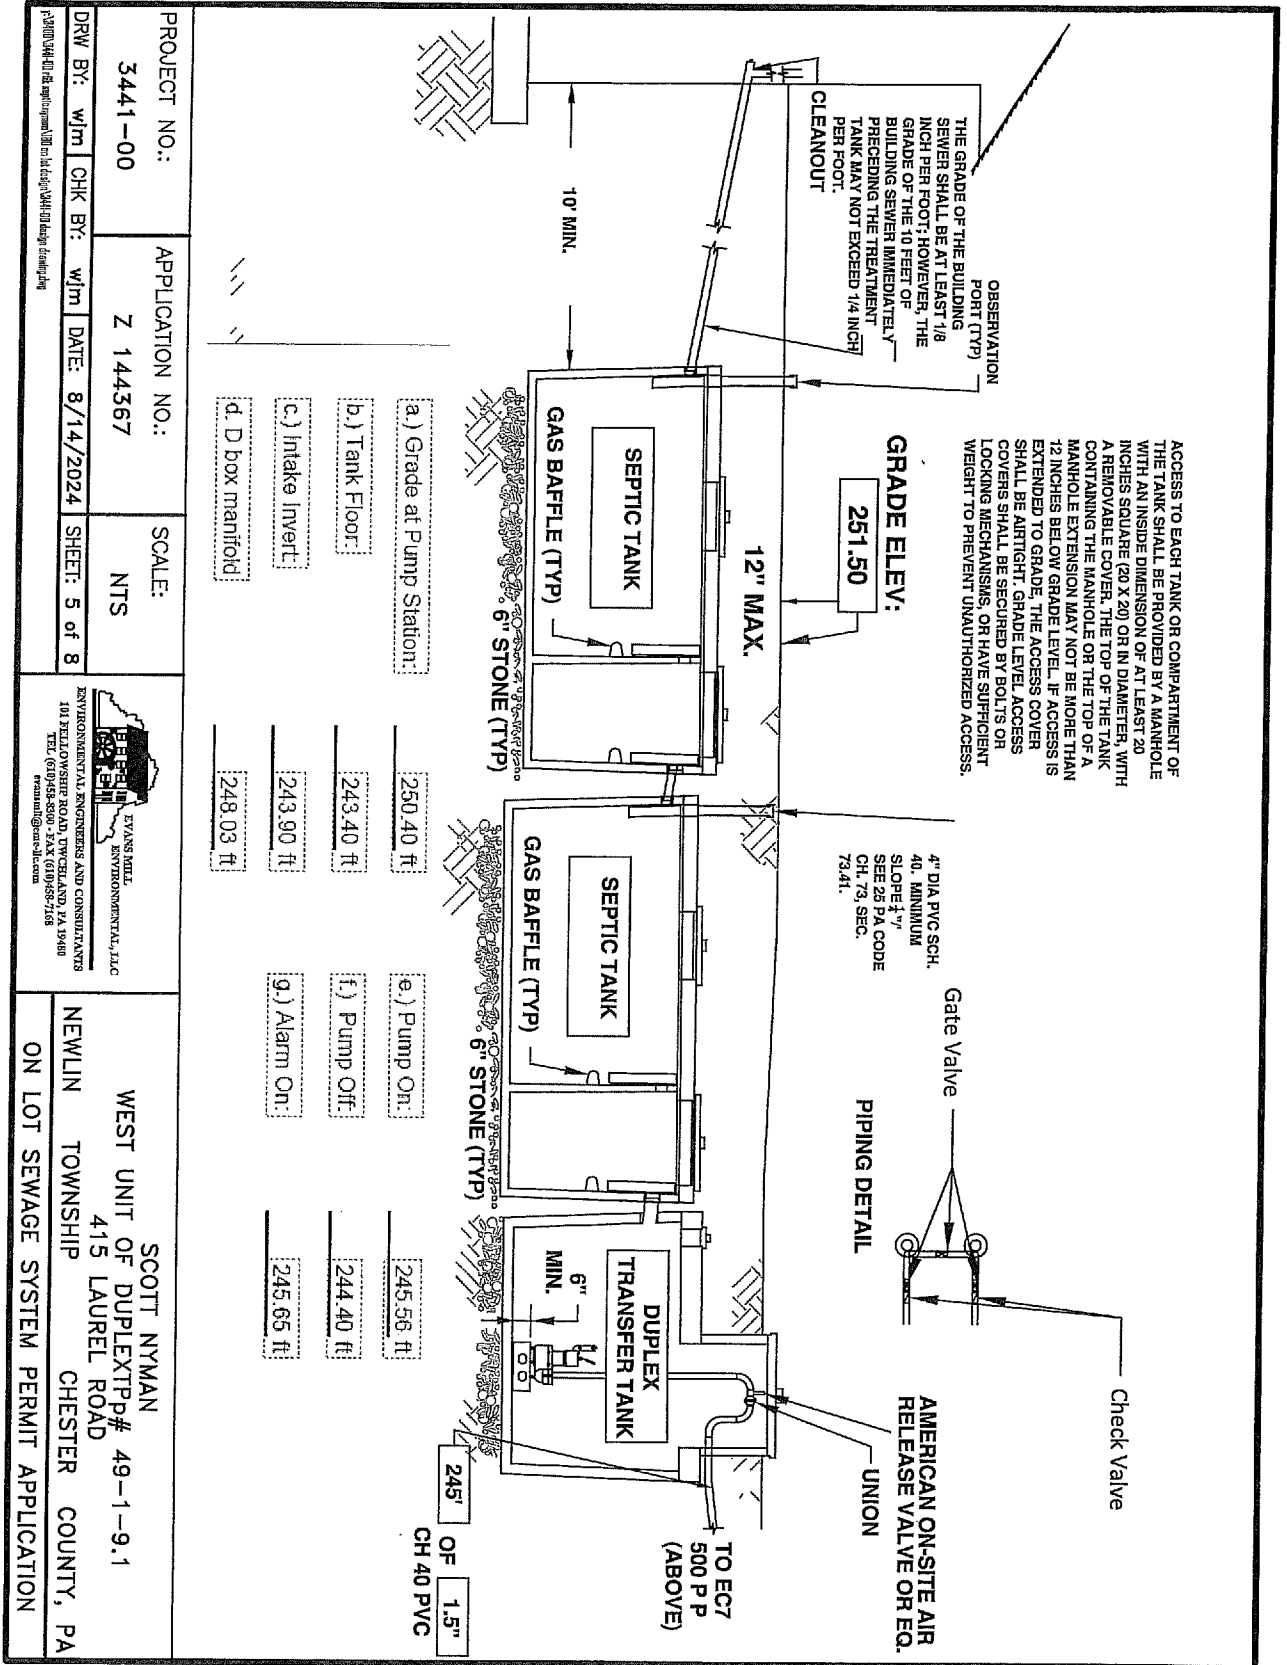 ACCESS TO EACH TANK OR COMPARTMENT OF
THE TANK SHALL BE PROVIDED BY A MANHOLE
WITH AN INSIDE DIMENSION OF AT LEAST 20
INCHES SQUARE (20 X 20) OR IN DIAMETER, WITH
A REMOVABLE COVER. THE TOP OF THE TANK
CONTAINING THE MANHOLE OR THE TOP OF A
MANHOLE EXTENSION MAY NOT BE MORE THAN
12 INCHES BELOW GRADE LEVEL. IF ACCESS IS
EXTENDED TO GRADE, THE ACCESS COVER
SHALL BE AIRTIGHT. GRADE LEVEL ACCESS
COVERS SHALL BE SECURED BY BOLTS OR
LOCKING MECHANISMS, OR HAVE SUFFICIENT
WEIGHT TO PREVENT UNAUTHORIZED ACCESS.
OBSERVATION
PORT (TYP)
THE GRADE OF THE BUILDING
SEWER SHALL BE AT LEAST 1/8
INCH PER FOOT; HOWEVER, THE
GRADE OF THE 10 FEET OF
BUILDING SEWER IMMEDIATELY
PRECEDING THE TREATMENT
TANK MAY NOT EXCEED 1/4 INCH
PER FOOT.
CLEANOUT
10' MIN.
GRADE ELEV:
251.50
12" MAX.
SEPTIC TANK
GAS BAFFLE (TYP)
6" STONE (TYP)
4" DIA PVC SCH.
40. MINIMUM
SLOPE
SEE 25 PA CODE
CH. 73, SEC.
73.41.
SEPTIC TANK
GAS BAFFLE (TYP)
6" STONE (TYP)
Gate Valve
Check Valve
PIPING DETAIL
AMERICAN ON-SITE AIR
RELEASE VALVE OR EQ.
UNION
DUPLEX
TRANSFER TANK
6"
MIN.
TO EC7
500 P P
(ABOVE)
245' OF 1.5"
CH 40 PVC
a.) Grade at Pump Station: 250.40 ft
b.) Tank Floor: 243.40 ft
c.) Intake Invert: 243.90 ft
d. D box manifold 248.03 ft
e.) Pump On: 245.56 ft
f.) Pump Off: 244.40 ft
g.) Alarm On: 245.65 ft
PROJECT NO.:
3441-00
APPLICATION NO.:
Z 144367
SCALE:
NTS
DRW BY: wjm CHK BY: wjm DATE: 8/14/2024 SHEET: 5 of 8
EVANS MILL
ENVIRONMENTAL, LLC
ENVIRONMENTAL ENGINEERS AND CONSULTANTS
101 FELLOWSHIP ROAD, UWCHLAND, PA 19480
TEL (610)458-8300 - FAX (610)458-7168
evansmill@eme-llc.com
SCOTT NYMAN
WEST UNIT OF DUPLEXTPp# 49-1-9.1
415 LAUREL ROAD
NEWLIN TOWNSHIP CHESTER COUNTY, PA
ON LOT SEWAGE SYSTEM PERMIT APPLICATION